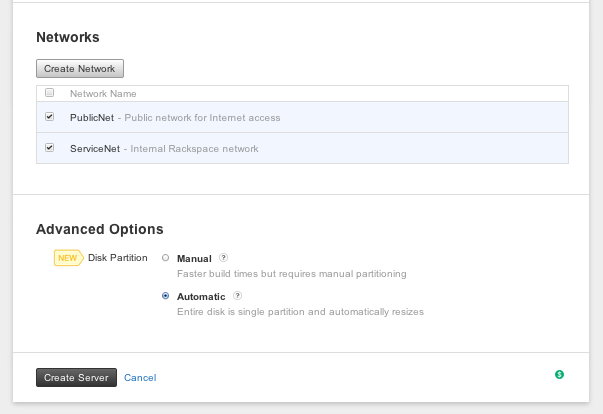 Networks
Create Network
Network Name
PublicNet - Public network for Internet access
ServiceNet - Internal Rackspace network
Advanced Options
NEW Disk Partition Manual ?
Faster build times but requires manual partitioning
Automatic ?
Entire disk is single partition and automatically resizes
Create Server Cancel $